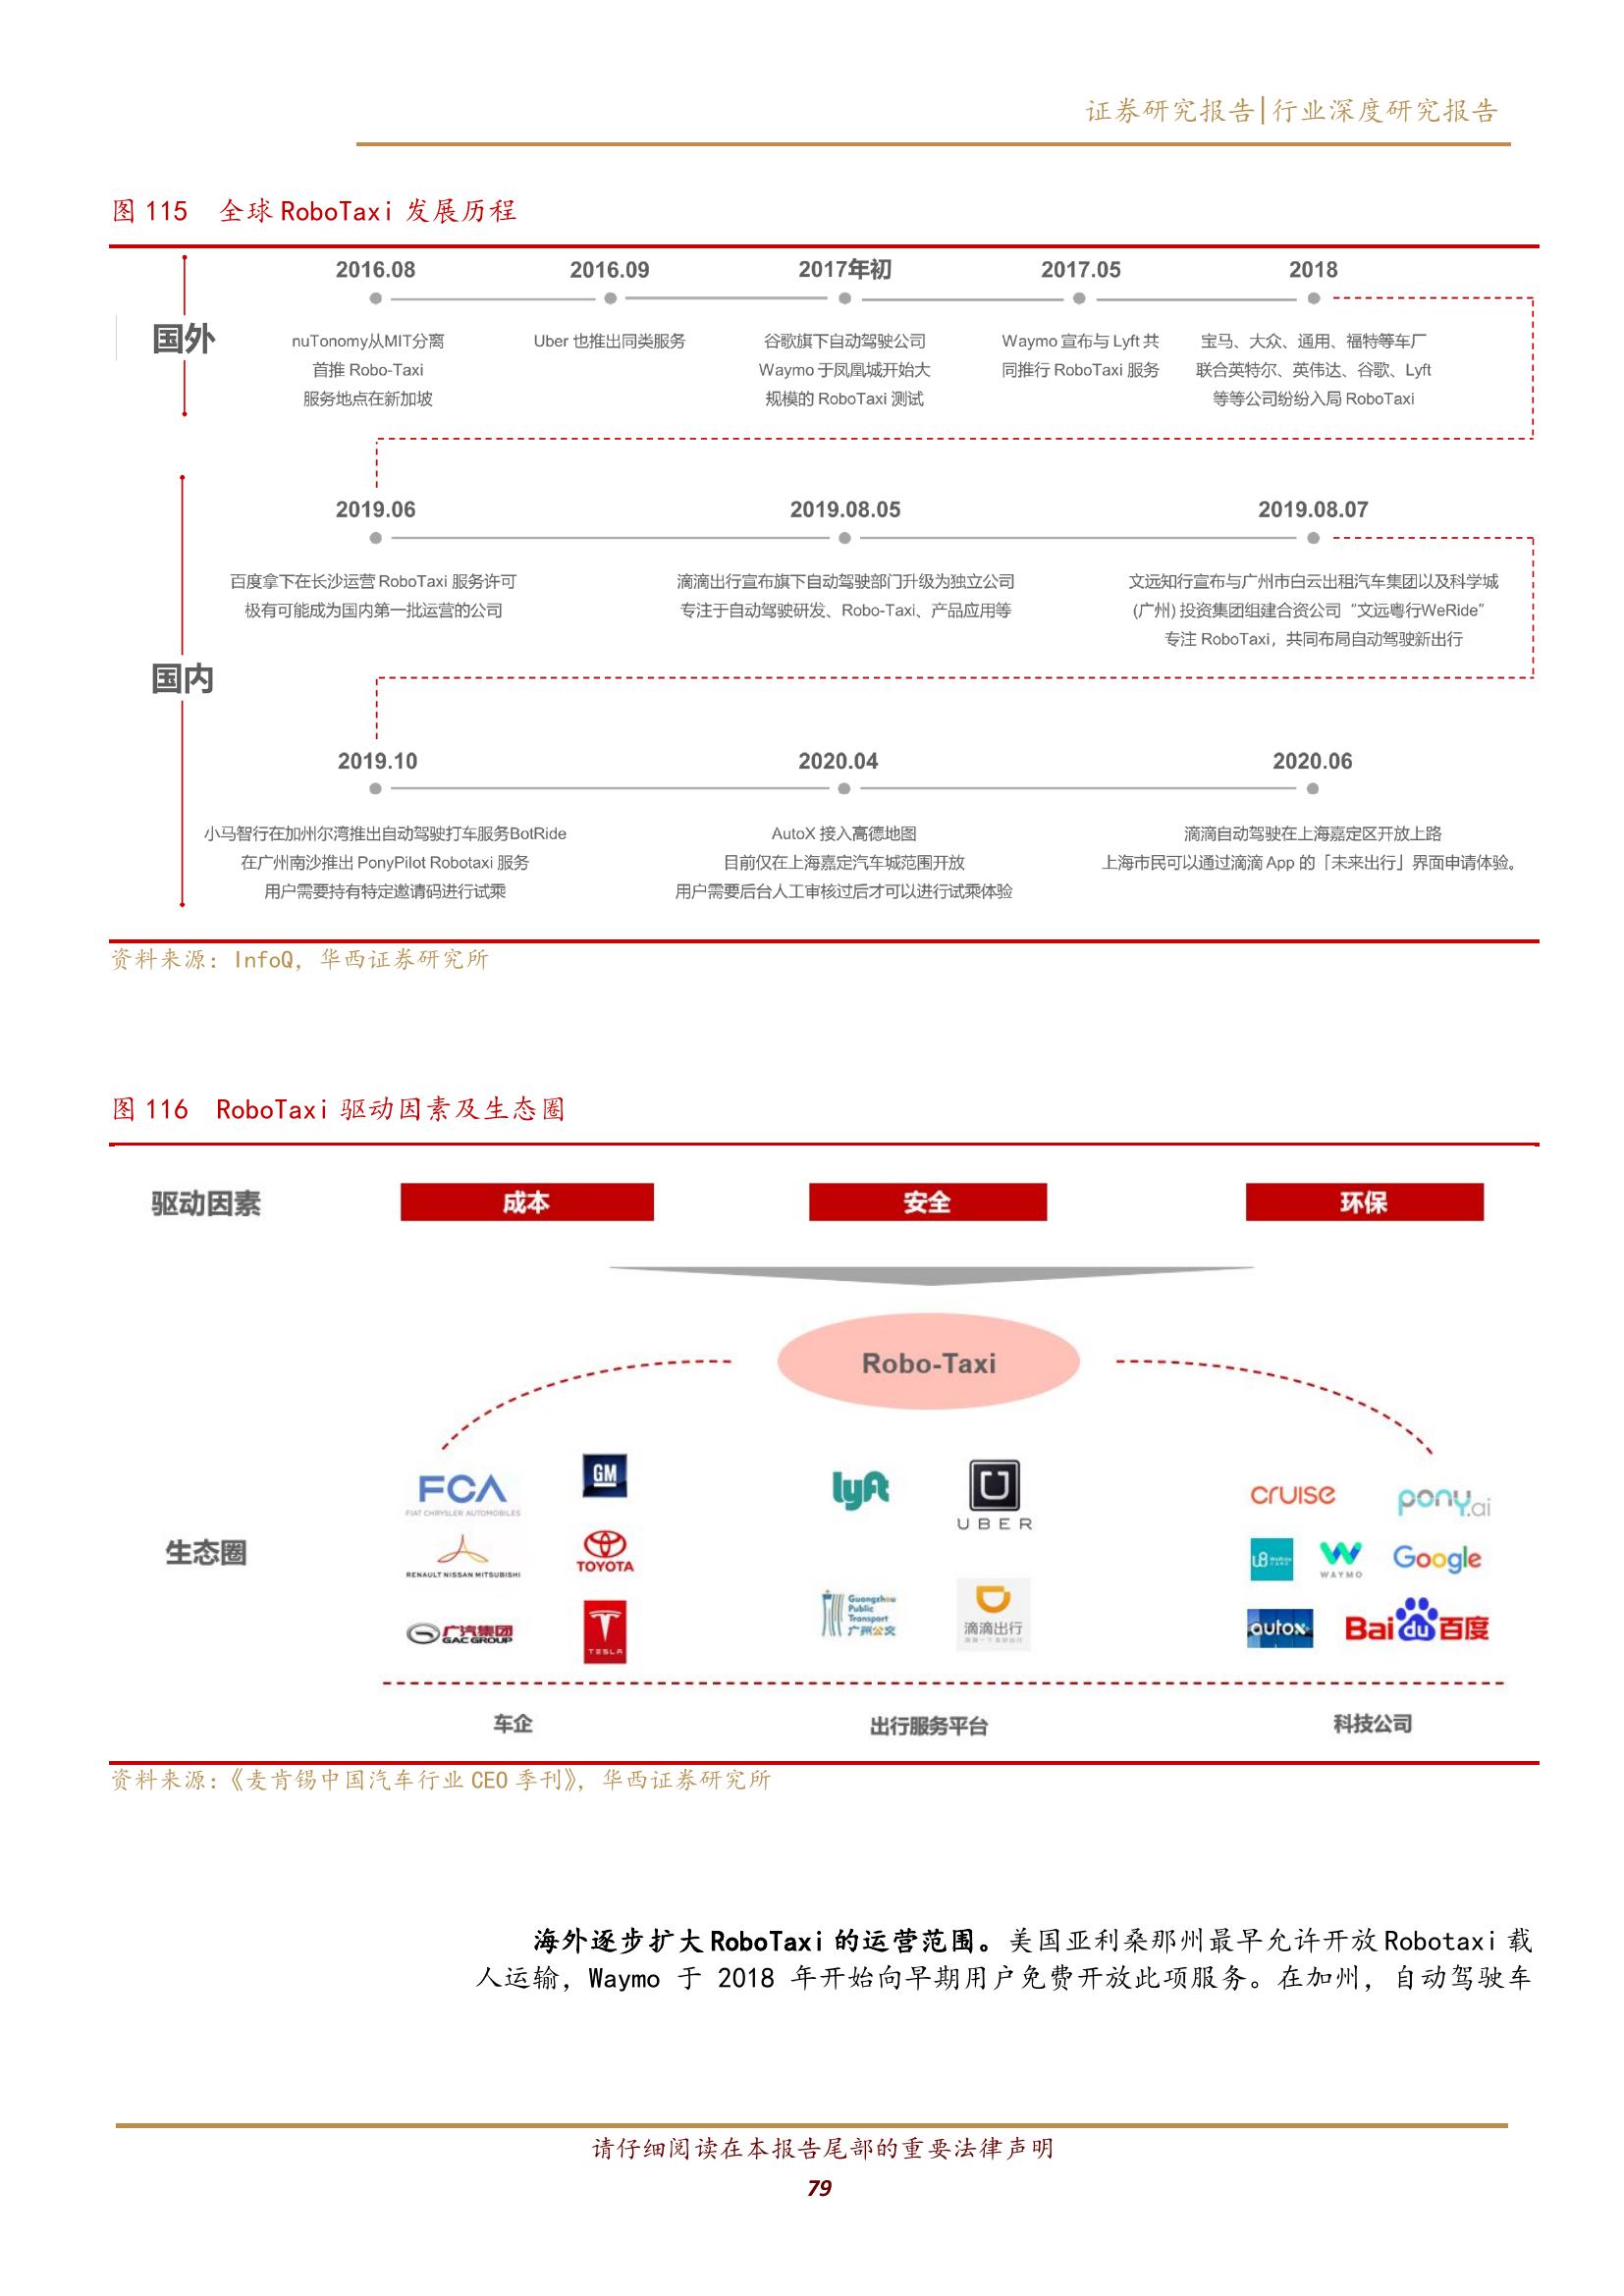 证券研究报告|行业深度研究报告
图 115 全球 RoboTaxi 发展历程
国外
2016.08
nuTonomy从MIT分离
首推 Robo-Taxi
服务地点在新加坡
2016.09
Uber 也推出同类服务
2017年初
谷歌旗下自动驾驶公司
Waymo 于凤凰城开始大
规模的 RoboTaxi 测试
2017.05
Waymo 宣布与 Lyft 共
同推行 RoboTaxi 服务
2018
宝马、大众、通用、福特等车厂
联合英特尔、英伟达、谷歌、Lyft
等等公司纷纷入局 RoboTaxi
国内
2019.06
百度拿下在长沙运营 RoboTaxi 服务许可
极有可能成为国内第一批运营的公司
2019.08.05
滴滴出行宣布旗下自动驾驶部门升级为独立公司
专注于自动驾驶研发、Robo-Taxi、产品应用等
2019.08.07
文远知行宣布与广州市白云出租汽车集团以及科学城
(广州) 投资集团组建合资公司“文远粤行WeRide”
专注 RoboTaxi，共同布局自动驾驶新出行
2019.10
小马智行在加州尔湾推出自动驾驶打车服务BotRide
在广州南沙推出 PonyPilot Robotaxi 服务
用户需要持有特定邀请码进行试乘
2020.04
AutoX 接入高德地图
目前仅在上海嘉定汽车城范围开放
用户需要后台人工审核过后才可以进行试乘体验
2020.06
滴滴自动驾驶在上海嘉定区开放上路
上海市民可以通过滴滴 App 的「未来出行」界面申请体验。
资料来源：InfoQ，华西证券研究所
图 116 RoboTaxi 驱动因素及生态圈
驱动因素
成本
安全
环保
Robo-Taxi
生态圈
FCA
FIAT CHRYSLER AUTOMOBILES
GM
RENAULT NISSAN MITSUBISHI
TOYOTA
广汽集团
GAC GROUP
TESLA
lyft
UBER
Guangzhou
Public
Transport
广州公交
滴滴出行
cruise
pony.ai
WAYMO
Google
autox
Bai du 百度
车企
出行服务平台
科技公司
资料来源：《麦肯锡中国汽车行业 CEO 季刊》，华西证券研究所
海外逐步扩大 RoboTaxi 的运营范围。美国亚利桑那州最早允许开放 Robotaxi 载
人运输，Waymo 于 2018 年开始向早期用户免费开放此项服务。在加州，自动驾驶车
请仔细阅读在本报告尾部的重要法律声明
79